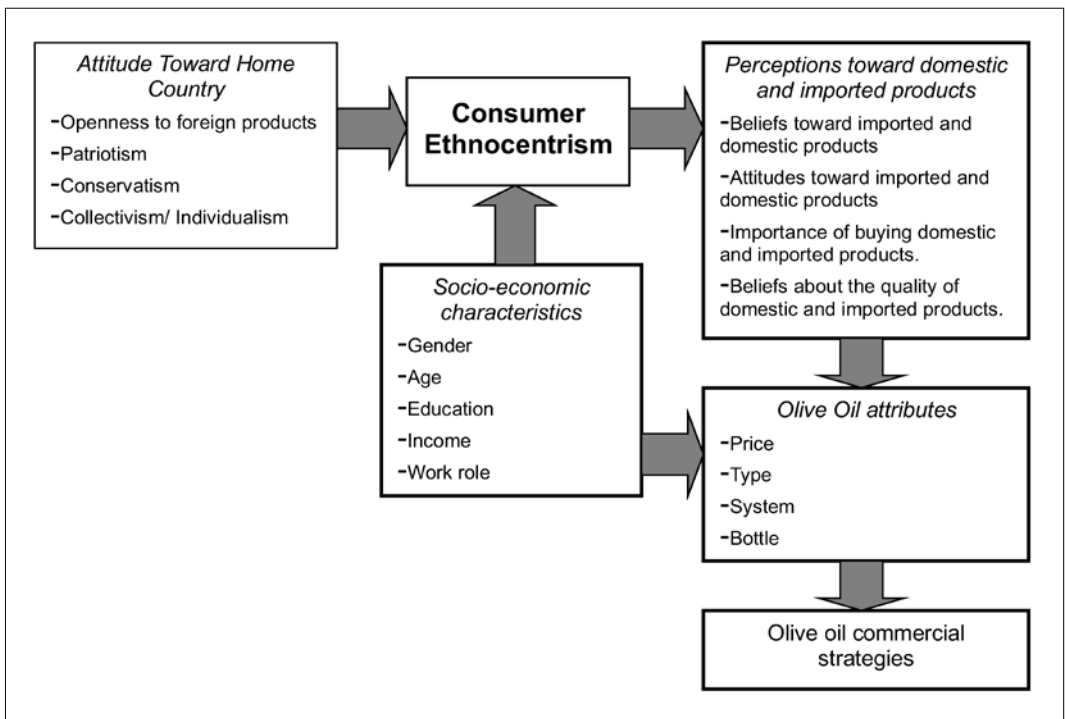 Attitude Toward Home
Country
-Openness to foreign products
-Patriotism
-Conservatism
-Collectivism/ Individualism
Consumer
Ethnocentrism
Perceptions toward domestic
and imported products
-Beliefs toward imported and
domestic products
-Attitudes toward imported and
domestic products
-Importance of buying domestic
and imported products.
-Beliefs about the quality of
domestic and imported products.
Socio-economic
characteristics
-Gender
-Age
-Education
-Income
-Work role
Olive Oil attributes
-Price
-Type
-System
-Bottle
Olive oil commercial
strategies